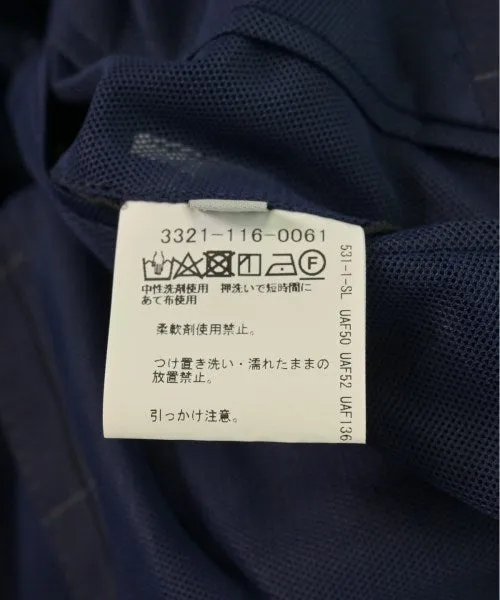 3321-116-0061
中性洗剤使用 押洗いで短時間に
あて布使用
柔軟剤使用禁止。
つけ置き洗い・濡れたままの
放置禁止。
引っかけ注意。
531-1-SL UAF50 UAF52 UAF136